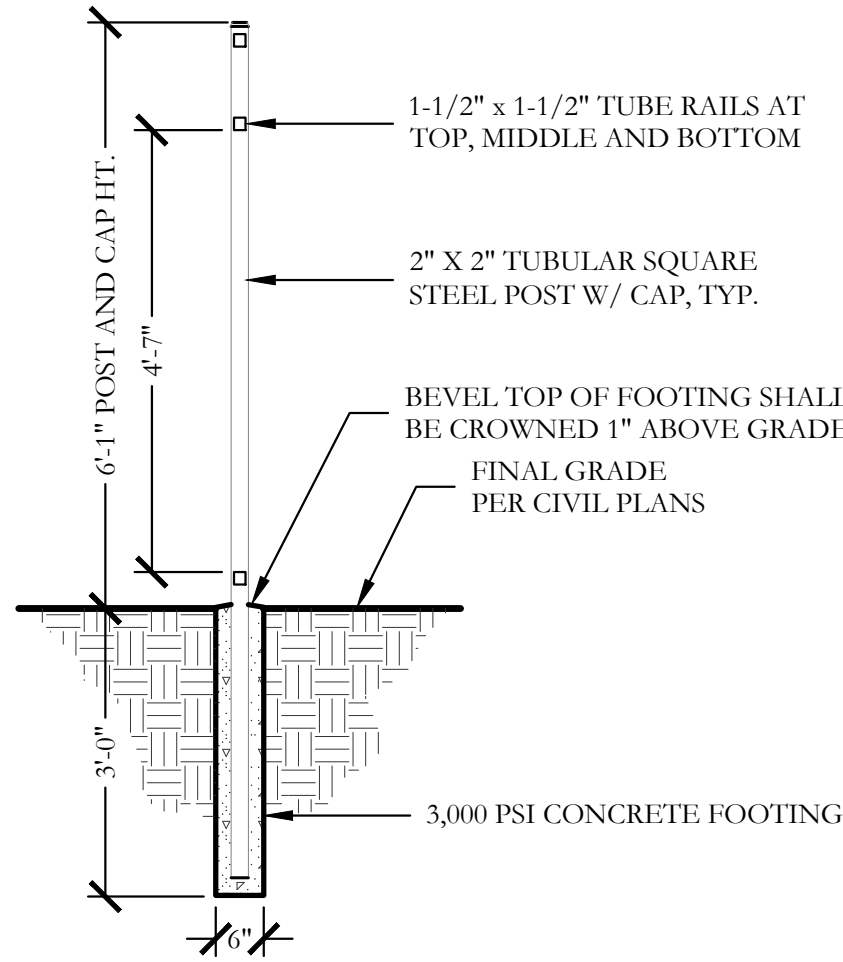 1-1/2" x 1-1/2" TUBE RAILS AT
TOP, MIDDLE AND BOTTOM
6'-1" POST AND CAP HT.
4'-7"
2" X 2" TUBULAR SQUARE
STEEL POST W/ CAP, TYP.
BEVEL TOP OF FOOTING SHALL
BE CROWNED 1" ABOVE GRADE
FINAL GRADE
PER CIVIL PLANS
3'-0"
3,000 PSI CONCRETE FOOTING
6"